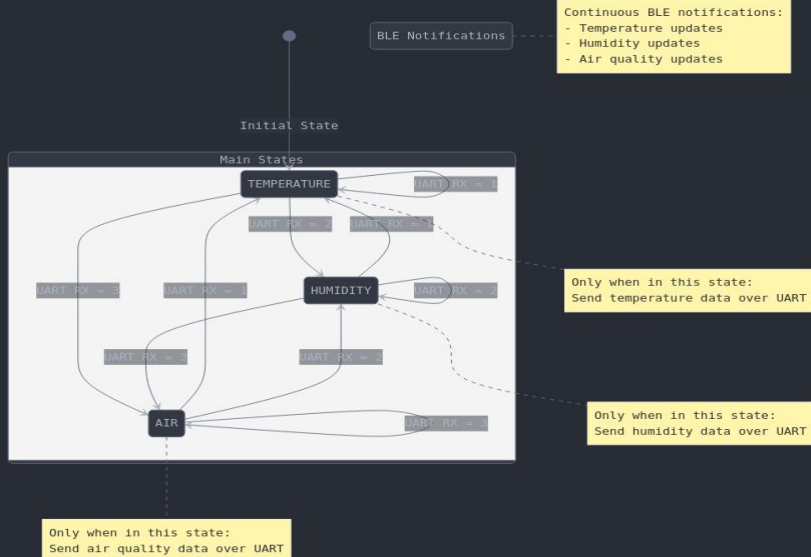 Continuous BLE notifications:
- Temperature updates
- Humidity updates
- Air quality updates
BLE Notifications
Initial State
Main States
TEMPERATURE
UART RX = 1
UART RX = 2
UART RX = 1
Only when in this state:
Send temperature data over UART
UART RX = 3
UART RX = 1
HUMIDITY
UART RX = 2
UART RX = 3
UART RX = 2
Only when in this state:
Send humidity data over UART
AIR
UART RX = 3
Only when in this state:
Send air quality data over UART